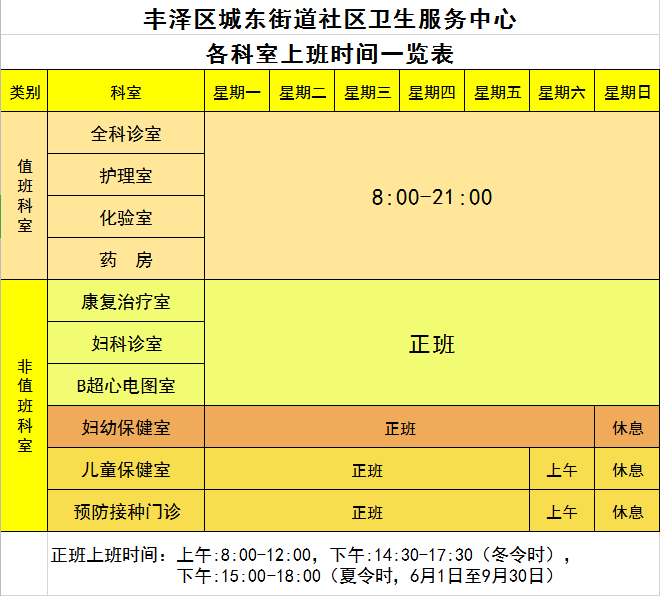 丰泽区城东街道社区卫生服务中心
各科室上班时间一览表
类别 科室 星期一 星期二 星期三 星期四 星期五 星期六 星期日
值班科室
全科诊室
护理室
化验室
药 房
8:00-21:00
非值班科室
康复治疗室
妇科诊室
B超心电图室
正班
妇幼保健室 正班 休息
儿童保健室 正班 上午 休息
预防接种门诊 正班 上午 休息
正班上班时间：上午:8:00-12:00，下午:14:30-17:30（冬令时），
下午:15:00-18:00（夏令时，6月1日至9月30日）